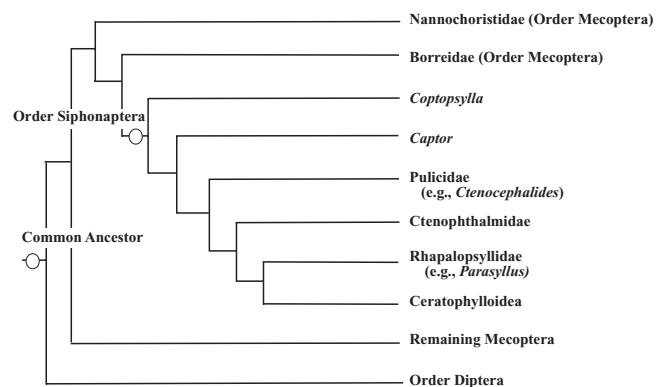 Nannochoristidae (Order Mecoptera)
Borreidae (Order Mecoptera)
Coptopsylla
Order Siphonaptera
Captor
Pulicidae
(e.g., Ctenocephalides)
Ctenophthalmidae
Common Ancestor
Rhapalopsyllidae
(e.g., Parasyllus)
Ceratophylloidea
Remaining Mecoptera
Order Diptera